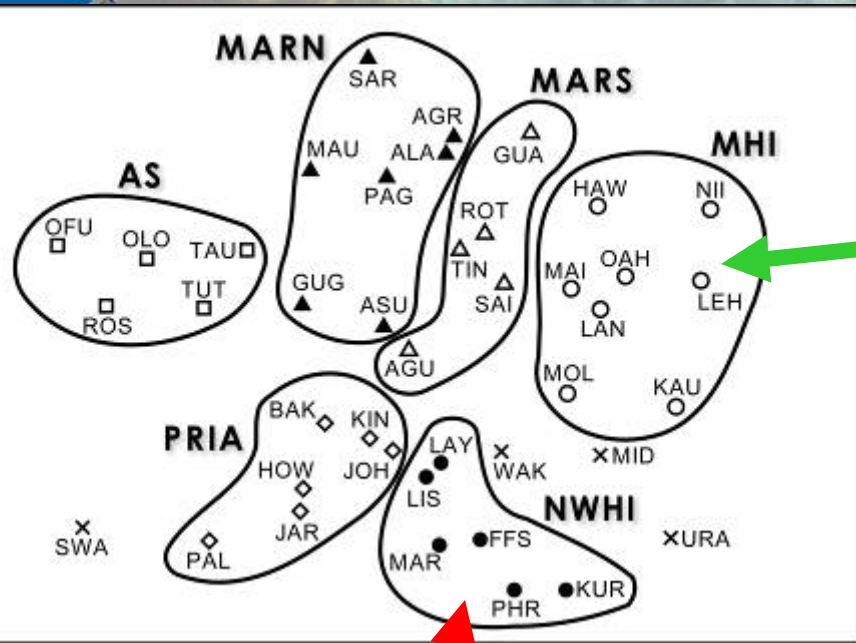 MARN
SAR
MARS
AGR
MAU
ALA
GUA
PAG
MHI
AS
HAW
NII
OFU
OLO
TAU
ROT
TIN
SAI
MAI
OAH
LEH
LAN
TUT
ROS
GUG
ASU
AGU
MOL
KAU
BAK
KIN
PRIA
JOH
HOW
JAR
PAL
LAY
WAK
MID
LIS
NWHI
SWA
MAR
FFS
URA
PHR
KUR